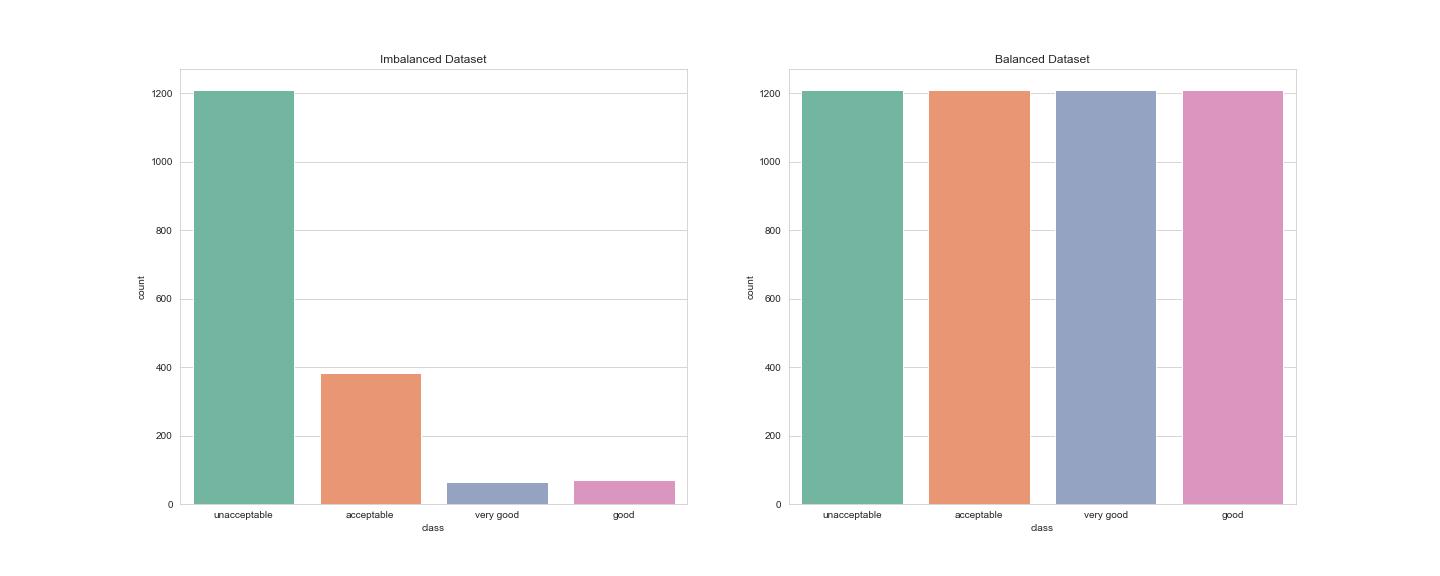 Imbalanced Dataset
1200
1000
800
600
400
200
0
count
unacceptable acceptable very good good
class
Balanced Dataset
1200
1000
800
600
400
200
0
count
unacceptable acceptable very good good
class